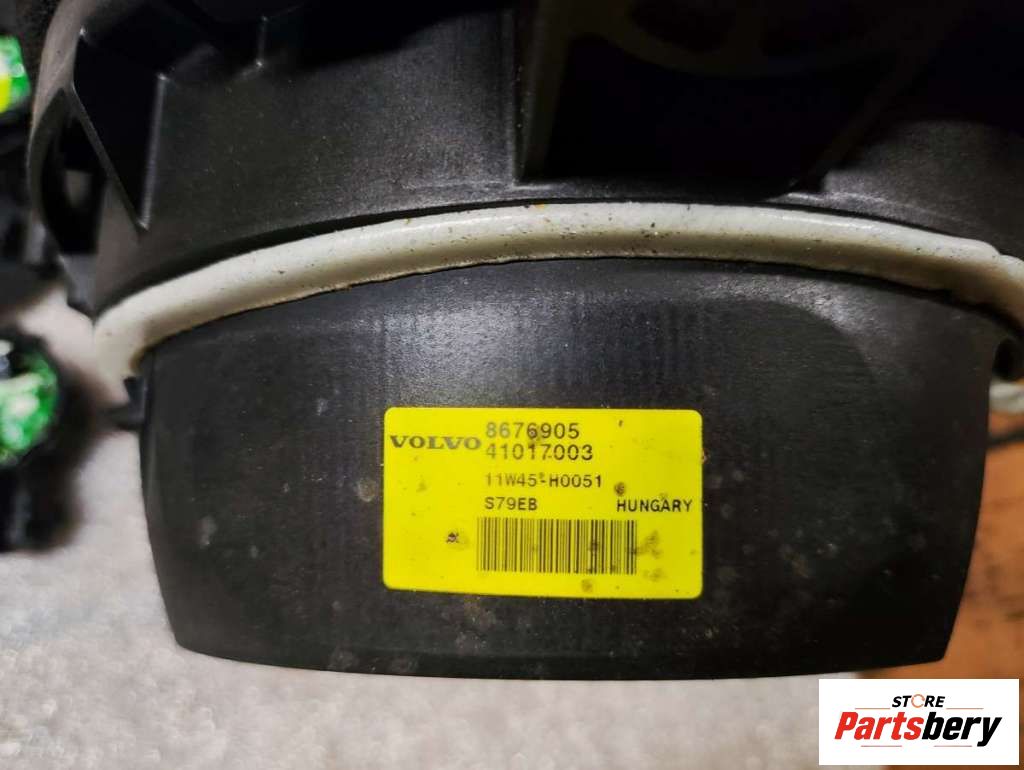 VOLVO 8676905
41017003
11W45-H0051
S79EB HUNGARY
STORE
Partsbery